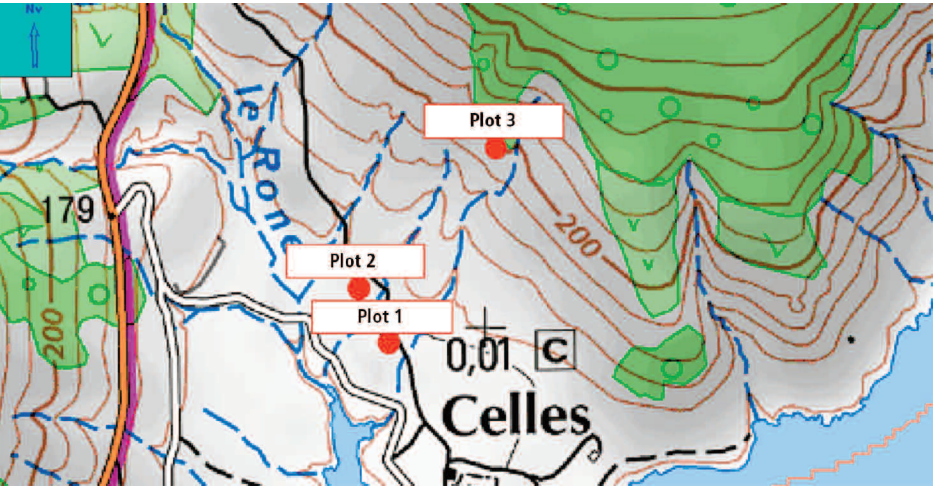 Nv
Plot 3
le Rone
179
200
Plot 2
Plot 1
0,01 C
200
Celles